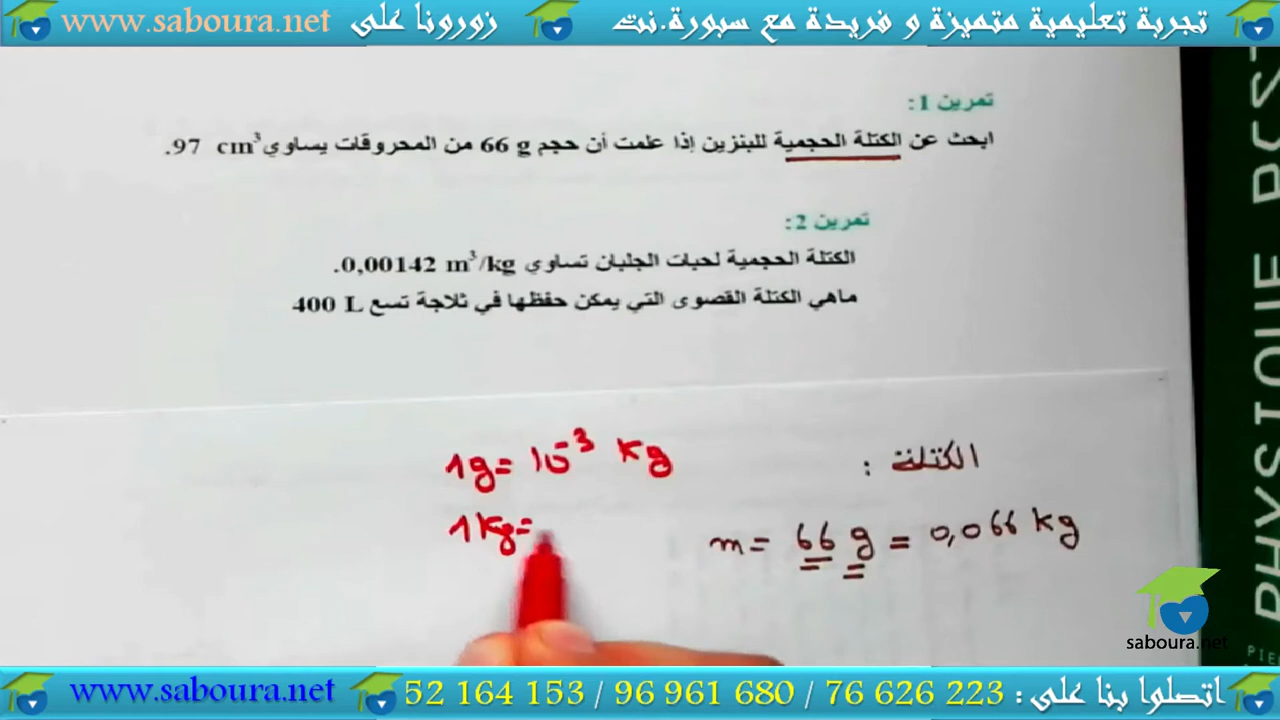 تجربة تعليمية متميزة و فريدة مع سبورة.نت زورونا على www.saboura.net
تمرين 1:
ابحث عن الكتلة الحجمية للبنزين إذا علمت أن حجم 66 g من المحروقات يساوي 97 cm³.
تمرين 2:
الكتلة الحجمية لحبات الجلبان تساوي 0,00142 m³/kg.
ماهي الكتلة القصوى التي يمكن حفظها في ثلاجة تسع 400 L
الكتلة :
1g= 10⁻³ Kg
1Kg=
m= 66 g = 0,066 kg
PHYSIQUE POST
PIE
saboura.net
اتصلوا بنا على : 52 164 153 / 96 961 680 / 76 626 223 www.saboura.net